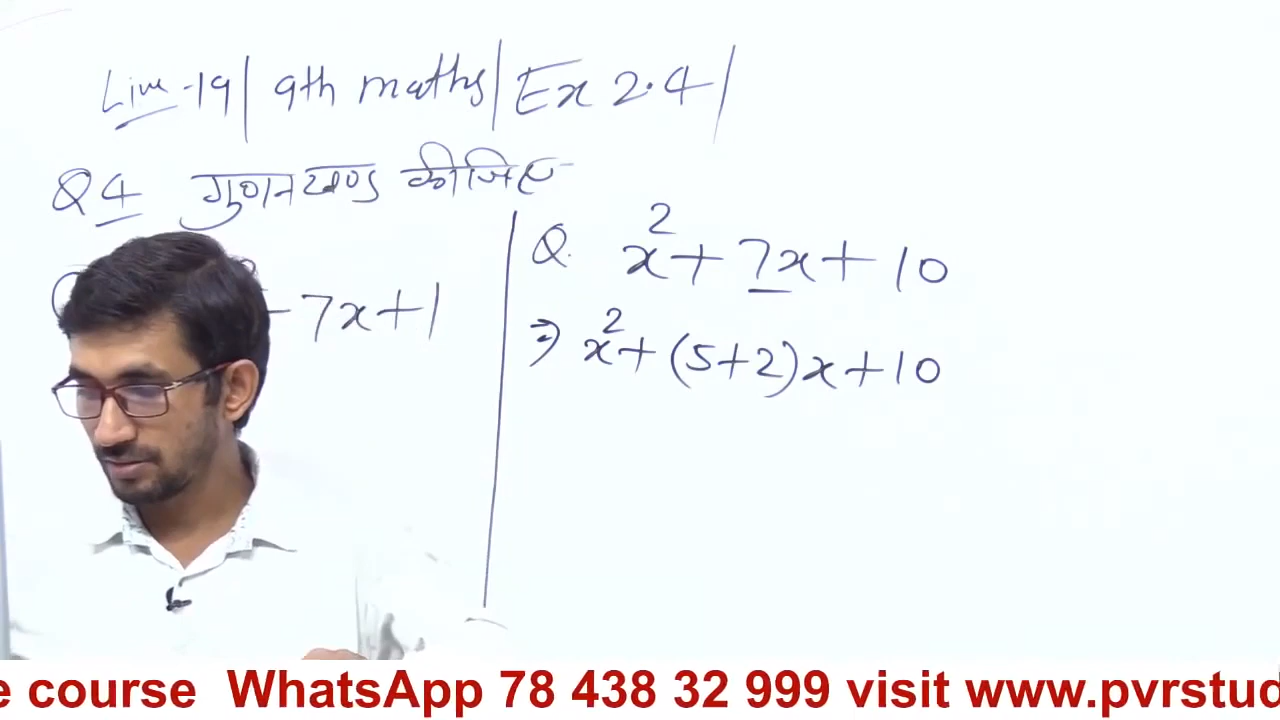 Live-19| 9th maths| Ex 2.4|
Q 4 गुणनखण्ड कीजिए
- 7x+1
Q. x² + 7x + 10
⇒ x² + (5+2)x + 10
e course WhatsApp 78 438 32 999 visit www.pvrstud